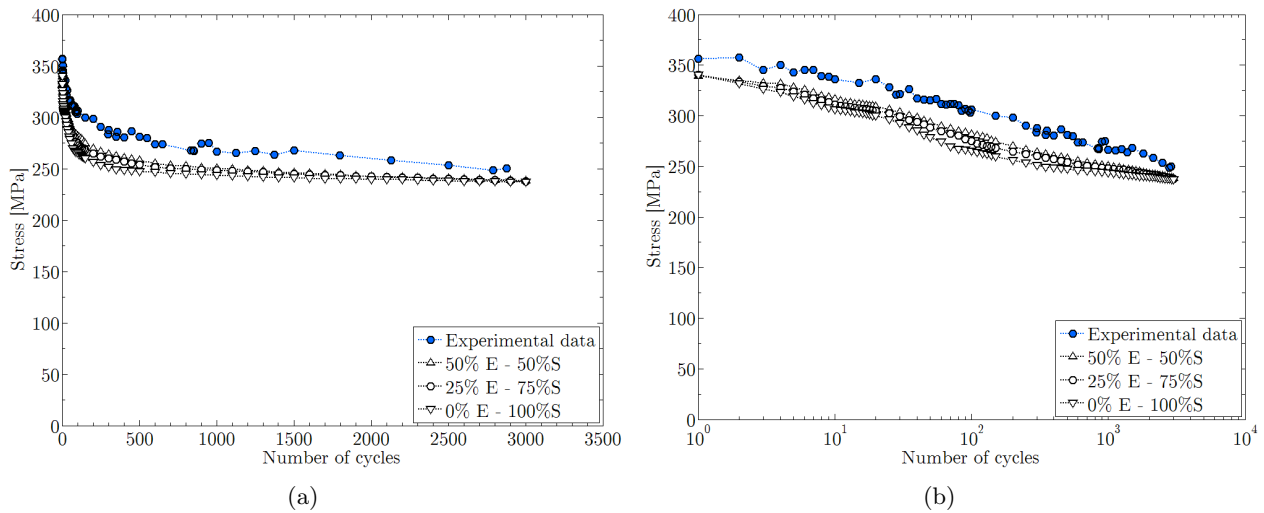 400
350
300
250
200
150
100
50
0
Stress [MPa]
0 500 1000 1500 2000 2500 3000 3500
Number of cycles
Experimental data
50% E - 50%S
25% E - 75%S
0% E - 100%S
(a)
400
350
300
250
200
150
100
50
0
Stress [MPa]
10^0 10^1 10^2 10^3 10^4
Number of cycles
Experimental data
50% E - 50%S
25% E - 75%S
0% E - 100%S
(b)